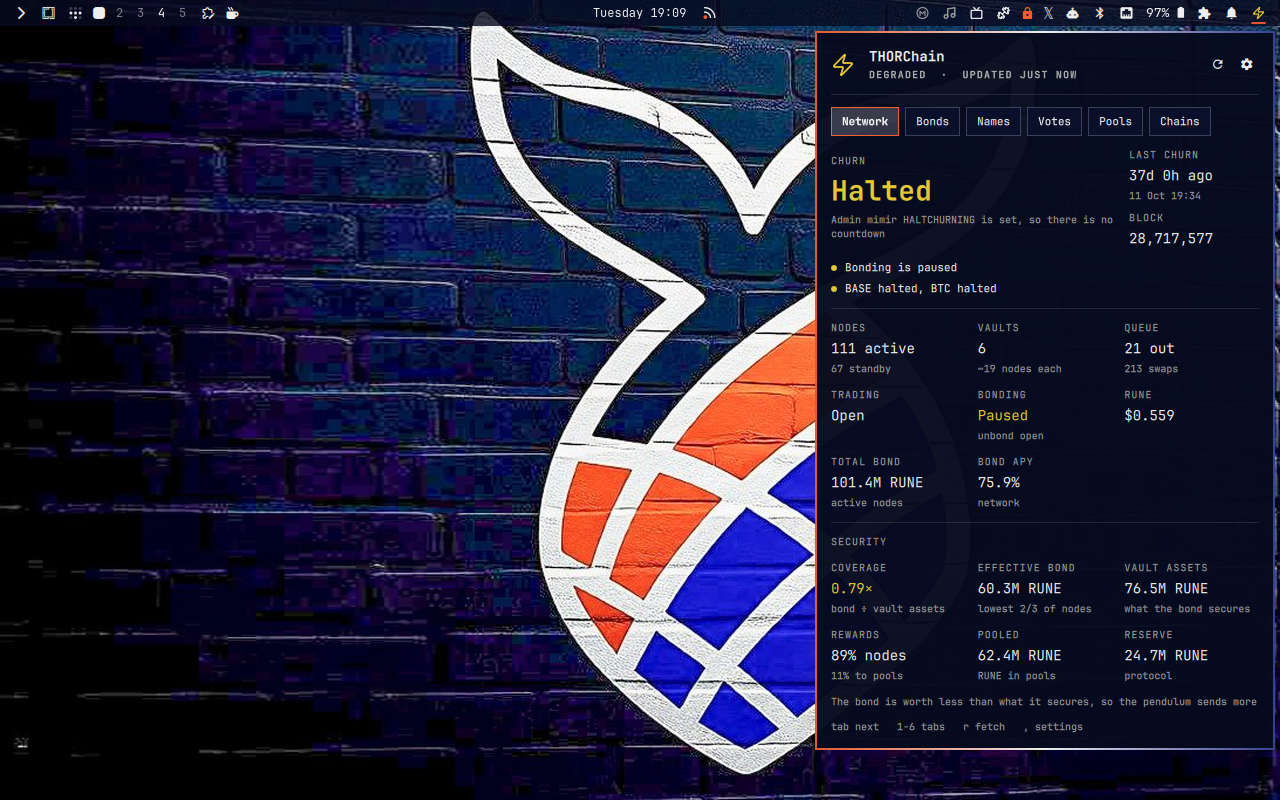 2 3 4 5
Tuesday 19:09
97%
THORChain
DEGRADED · UPDATED JUST NOW
Network Bonds Names Votes Pools Chains
CHURN
Halted
Admin mimir HALTCHURNING is set, so there is no
countdown
LAST CHURN
37d 0h ago
11 Oct 19:34
BLOCK
28,717,577
Bonding is paused
BASE halted, BTC halted
NODES
111 active
67 standby
VAULTS
6
~19 nodes each
QUEUE
21 out
213 swaps
TRADING
Open
BONDING
Paused
unbond open
RUNE
$0.559
TOTAL BOND
101.4M RUNE
active nodes
BOND APY
75.9%
network
SECURITY
COVERAGE
0.79×
bond ÷ vault assets
EFFECTIVE BOND
60.3M RUNE
lowest 2/3 of nodes
VAULT ASSETS
76.5M RUNE
what the bond secures
REWARDS
89% nodes
11% to pools
POOLED
62.4M RUNE
RUNE in pools
RESERVE
24.7M RUNE
protocol
The bond is worth less than what it secures, so the pendulum sends more
tab next 1-6 tabs r fetch , settings